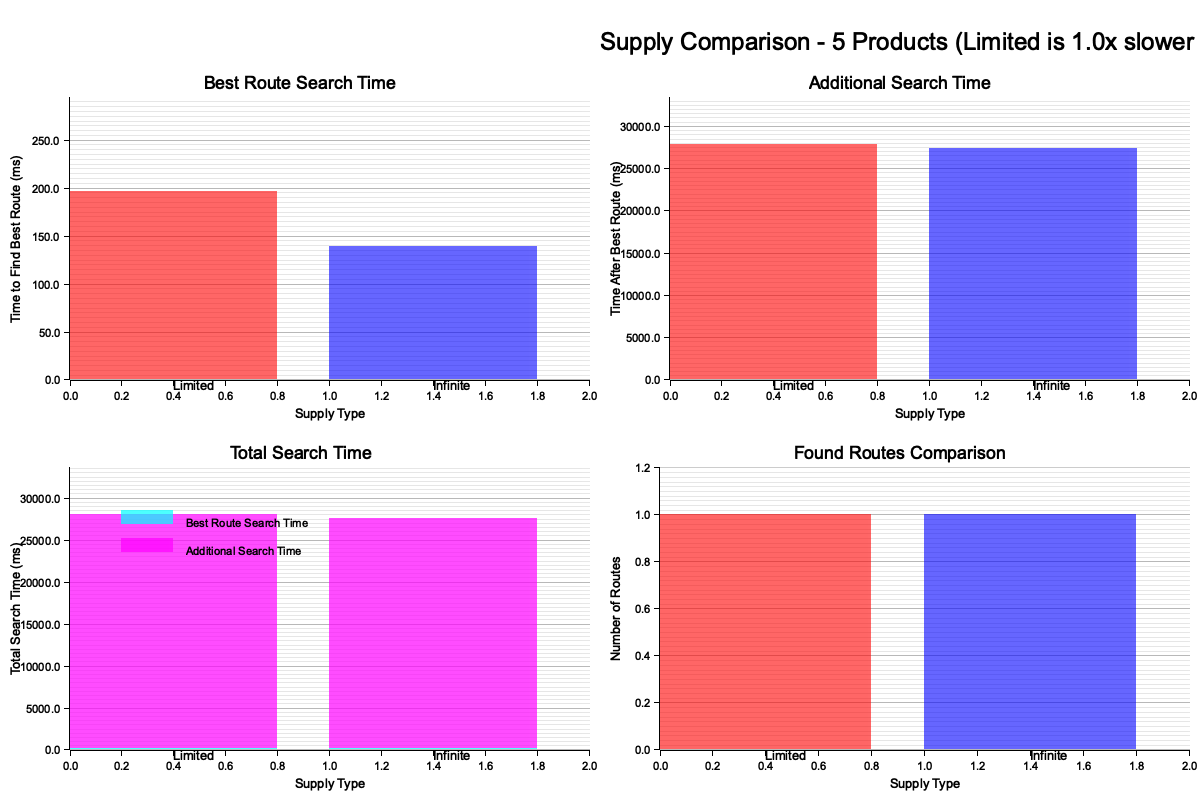 Supply Comparison - 5 Products (Limited is 1.0x slower
Best Route Search Time
Time to Find Best Route (ms)
250.0
200.0
150.0
100.0
50.0
0.0
Limited
Infinite
0.0 0.2 0.4 0.6 0.8 1.0 1.2 1.4 1.6 1.8 2.0
Supply Type
Additional Search Time
Time After Best Route (ms)
30000.0
25000.0
20000.0
15000.0
10000.0
5000.0
0.0
Limited
Infinite
0.0 0.2 0.4 0.6 0.8 1.0 1.2 1.4 1.6 1.8 2.0
Supply Type
Total Search Time
Total Search Time (ms)
30000.0
25000.0
20000.0
15000.0
10000.0
5000.0
0.0
Best Route Search Time
Additional Search Time
Limited
Infinite
0.0 0.2 0.4 0.6 0.8 1.0 1.2 1.4 1.6 1.8 2.0
Supply Type
Found Routes Comparison
Number of Routes
1.2
1.0
0.8
0.6
0.4
0.2
0.0
Limited
Infinite
0.0 0.2 0.4 0.6 0.8 1.0 1.2 1.4 1.6 1.8 2.0
Supply Type